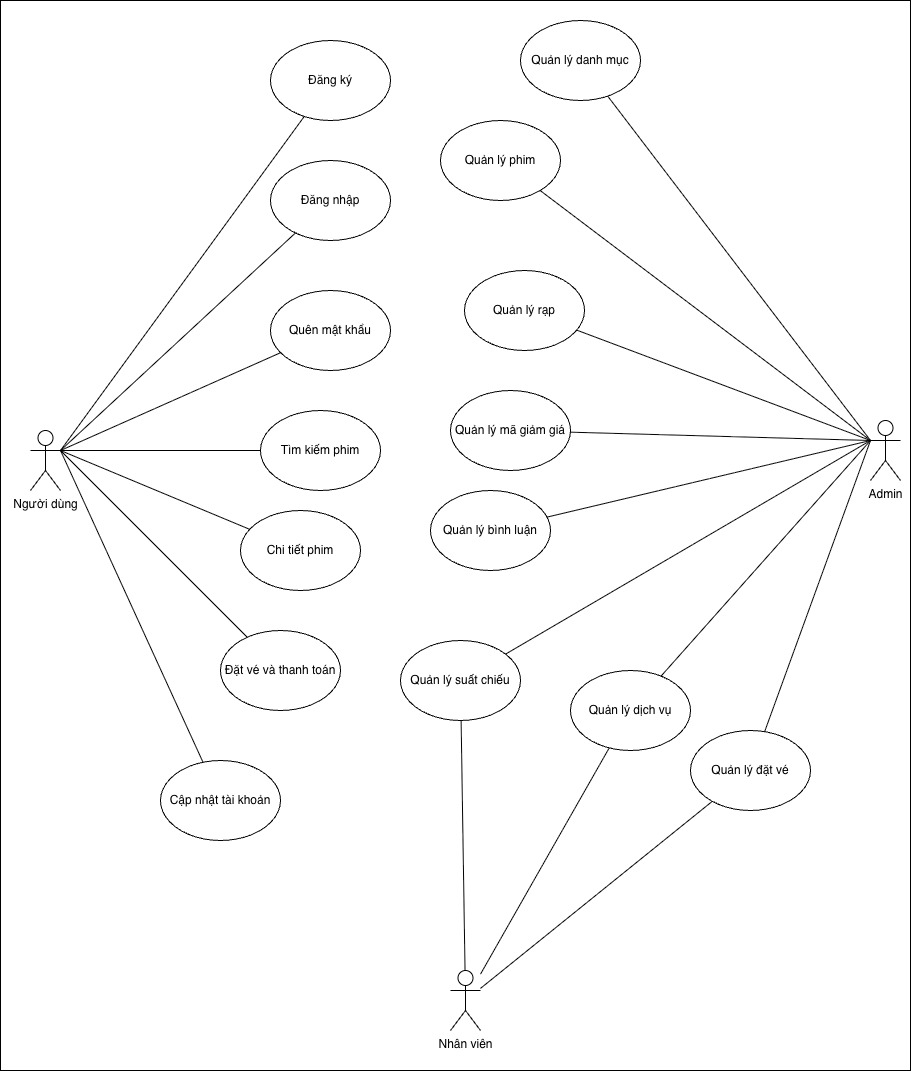 Đăng ký
Quản lý danh mục
Đăng nhập
Quản lý phim
Quên mật khẩu
Quản lý rạp
Tìm kiếm phim
Quản lý mã giảm giá
Người dùng
Admin
Chi tiết phim
Quản lý bình luận
Đặt vé và thanh toán
Quản lý suất chiếu
Quản lý dịch vụ
Quản lý đặt vé
Cập nhật tài khoản
Nhân viên